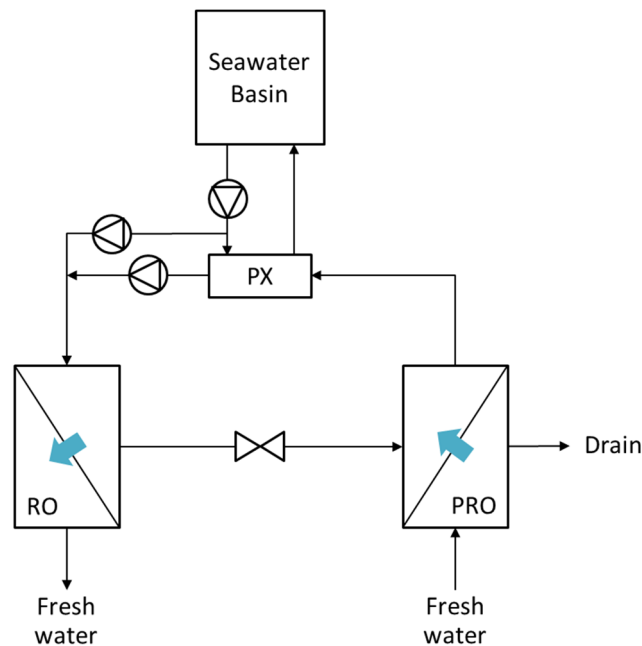 Seawater
Basin
PX
RO
PRO
Drain
Fresh
water
Fresh
water